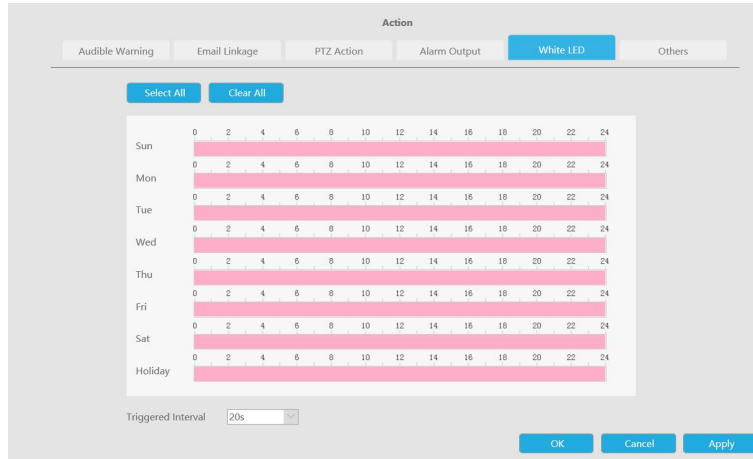 Action
Audible Warning Email Linkage PTZ Action Alarm Output White LED Others
Select All Clear All
0 2 4 6 8 10 12 14 16 18 20 22 24
Sun
0 2 4 6 8 10 12 14 16 18 20 22 24
Mon
0 2 4 6 8 10 12 14 16 18 20 22 24
Tue
0 2 4 6 8 10 12 14 16 18 20 22 24
Wed
0 2 4 6 8 10 12 14 16 18 20 22 24
Thu
0 2 4 6 8 10 12 14 16 18 20 22 24
Fri
0 2 4 6 8 10 12 14 16 18 20 22 24
Sat
0 2 4 6 8 10 12 14 16 18 20 22 24
Holiday
Triggered Interval 20s
OK Cancel Apply